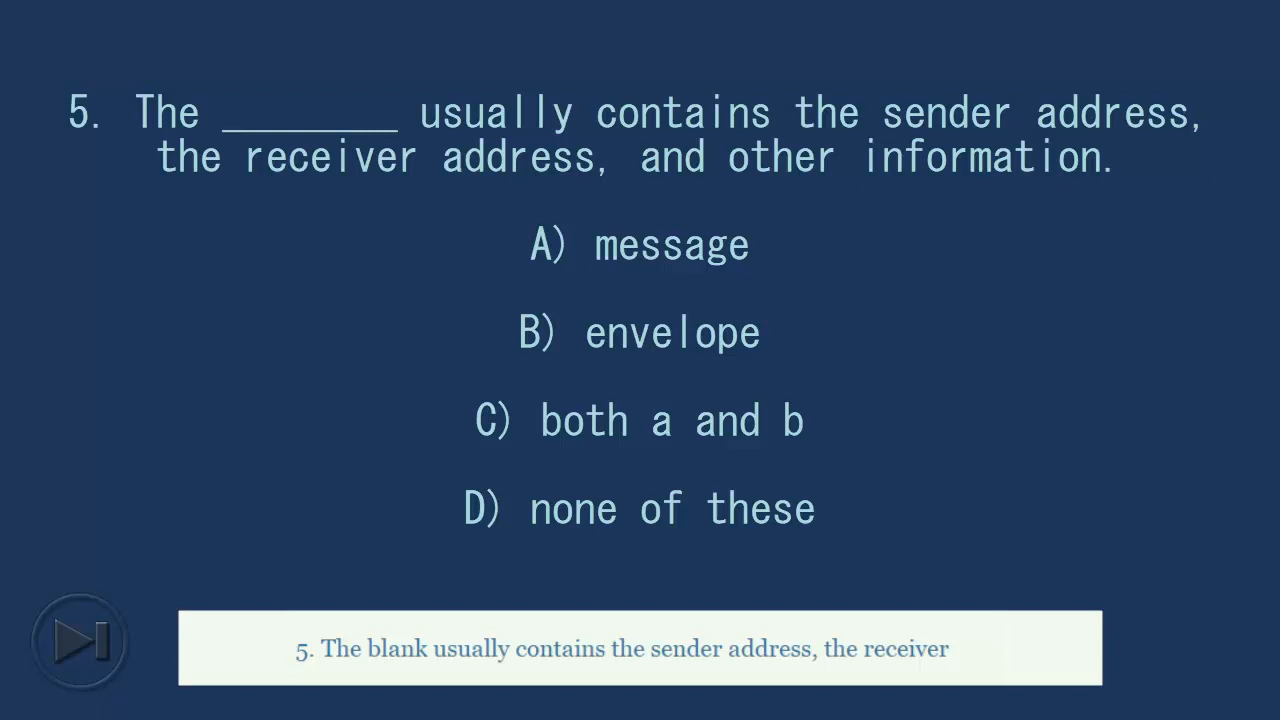 5. The ________ usually contains the sender address,
the receiver address, and other information.
A) message
B) envelope
C) both a and b
D) none of these
5. The blank usually contains the sender address, the receiver